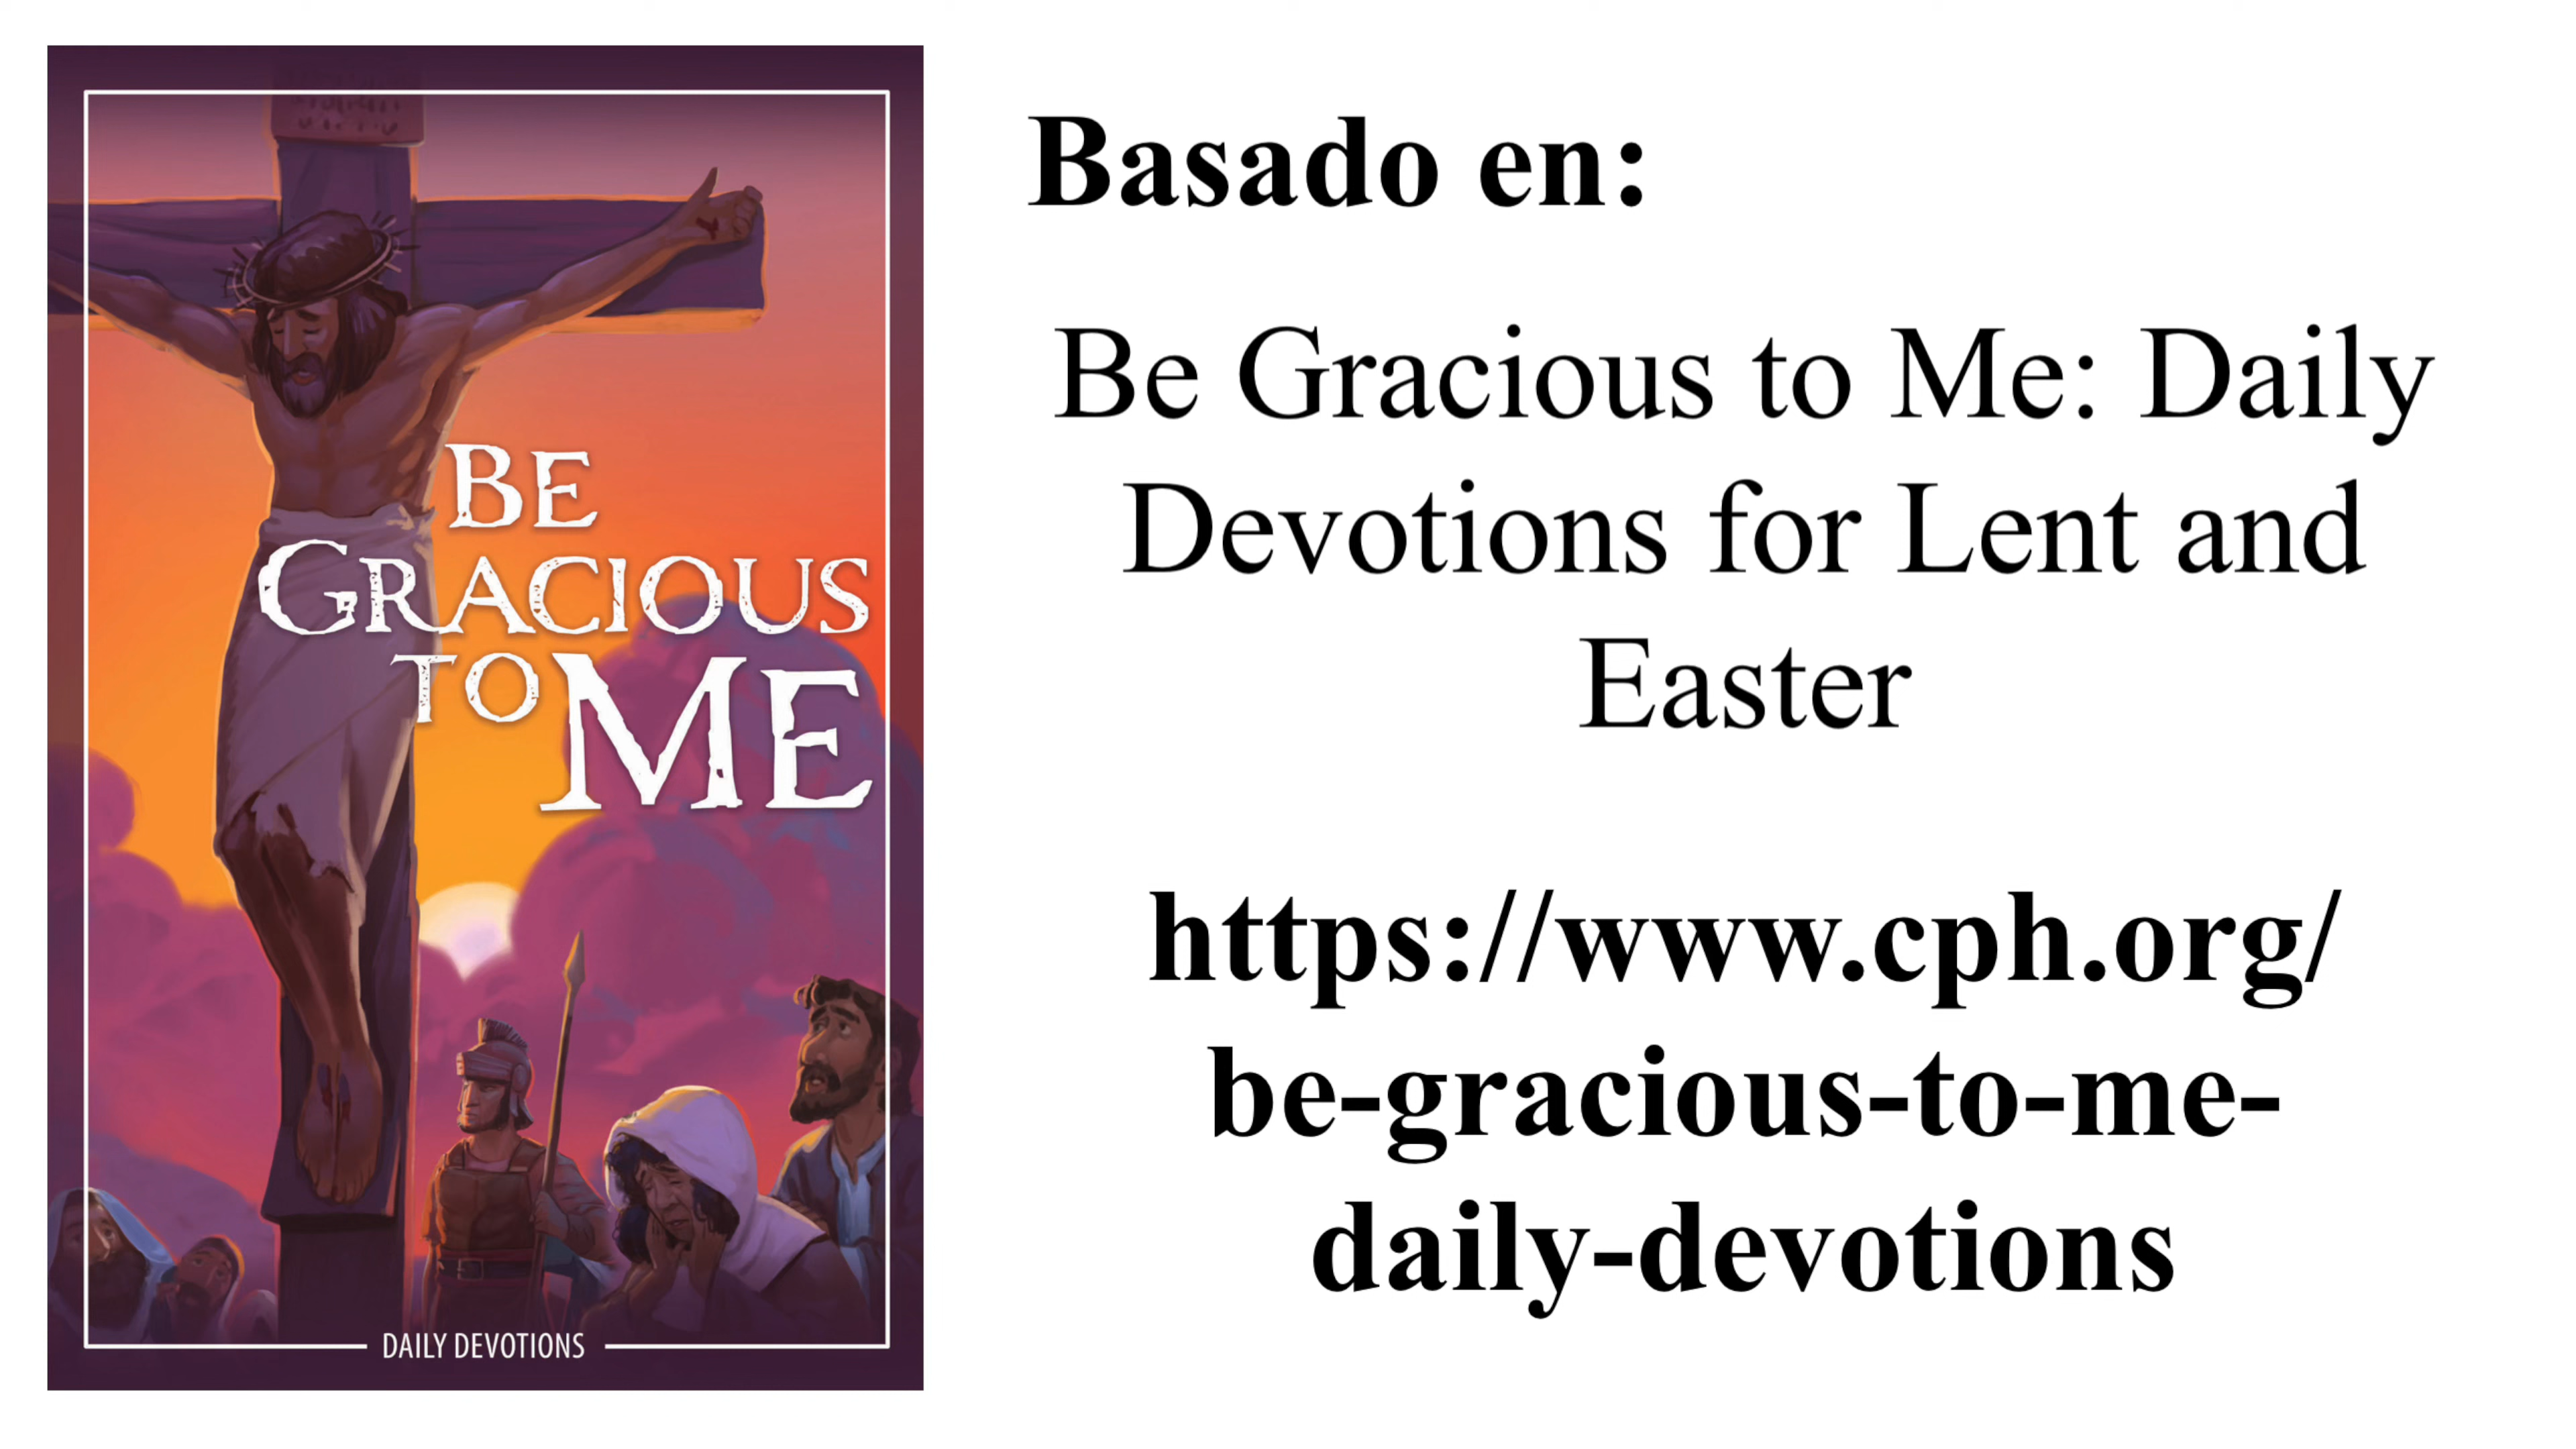 BE
GRACIOUS
TO ME
DAILY DEVOTIONS
Basado en:
Be Gracious to Me: Daily
Devotions for Lent and
Easter
https://www.cph.org/
be-gracious-to-me-
daily-devotions